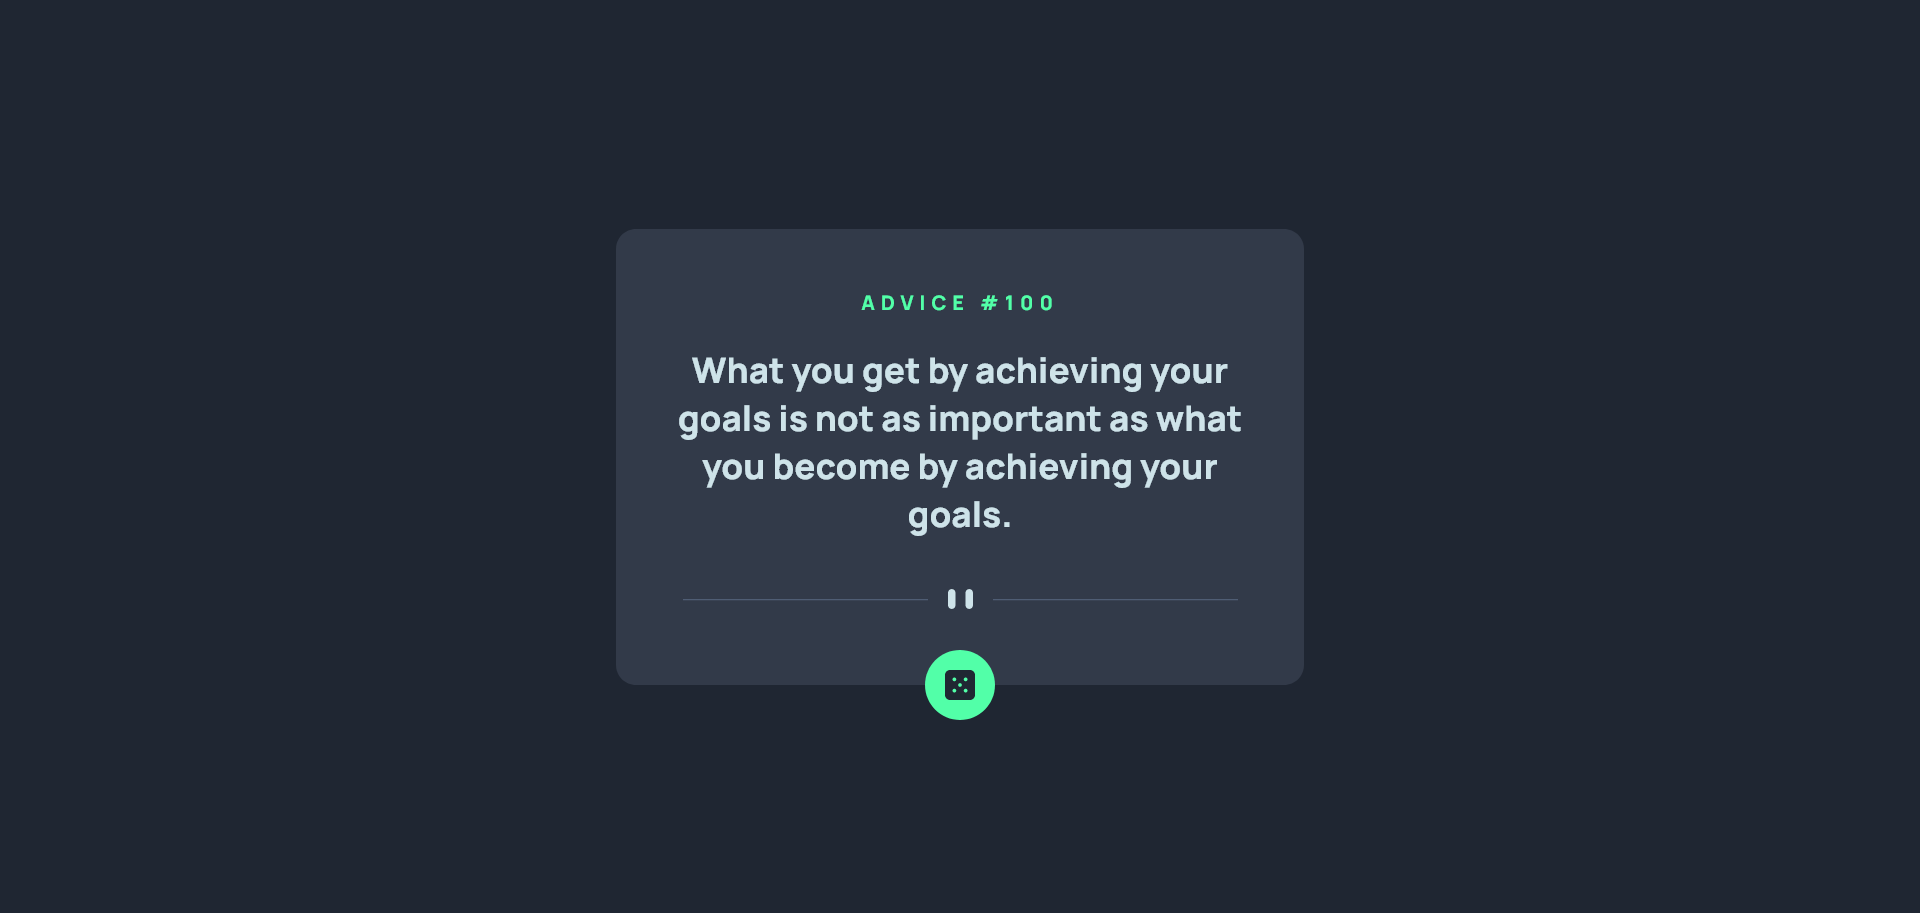 ADVICE #100
What you get by achieving your
goals is not as important as what
you become by achieving your
goals.